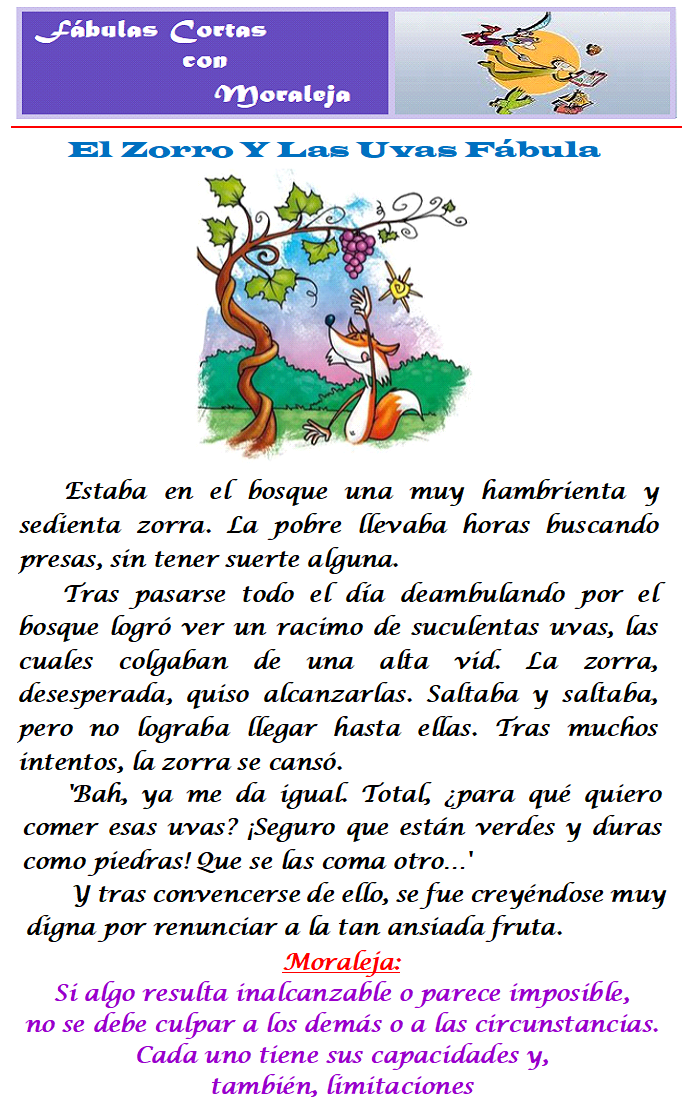 Fábulas Cortas
con
Moraleja
El Zorro Y Las Uvas Fábula
Estaba en el bosque una muy hambrienta y
sedienta zorra. La pobre llevaba horas buscando
presas, sin tener suerte alguna.
Tras pasarse todo el día deambulando por el
bosque logró ver un racimo de suculentas uvas, las
cuales colgaban de una alta vid. La zorra,
desesperada, quiso alcanzarlas. Saltaba y saltaba,
pero no lograba llegar hasta ellas. Tras muchos
intentos, la zorra se cansó.
'Bah, ya me da igual. Total, ¿para qué quiero
comer esas uvas? ¡Seguro que están verdes y duras
como piedras! Que se las coma otro…'
Y tras convencerse de ello, se fue creyéndose muy
digna por renunciar a la tan ansiada fruta.
Moraleja:
Si algo resulta inalcanzable o parece imposible,
no se debe culpar a los demás o a las circunstancias.
Cada uno tiene sus capacidades y,
también, limitaciones